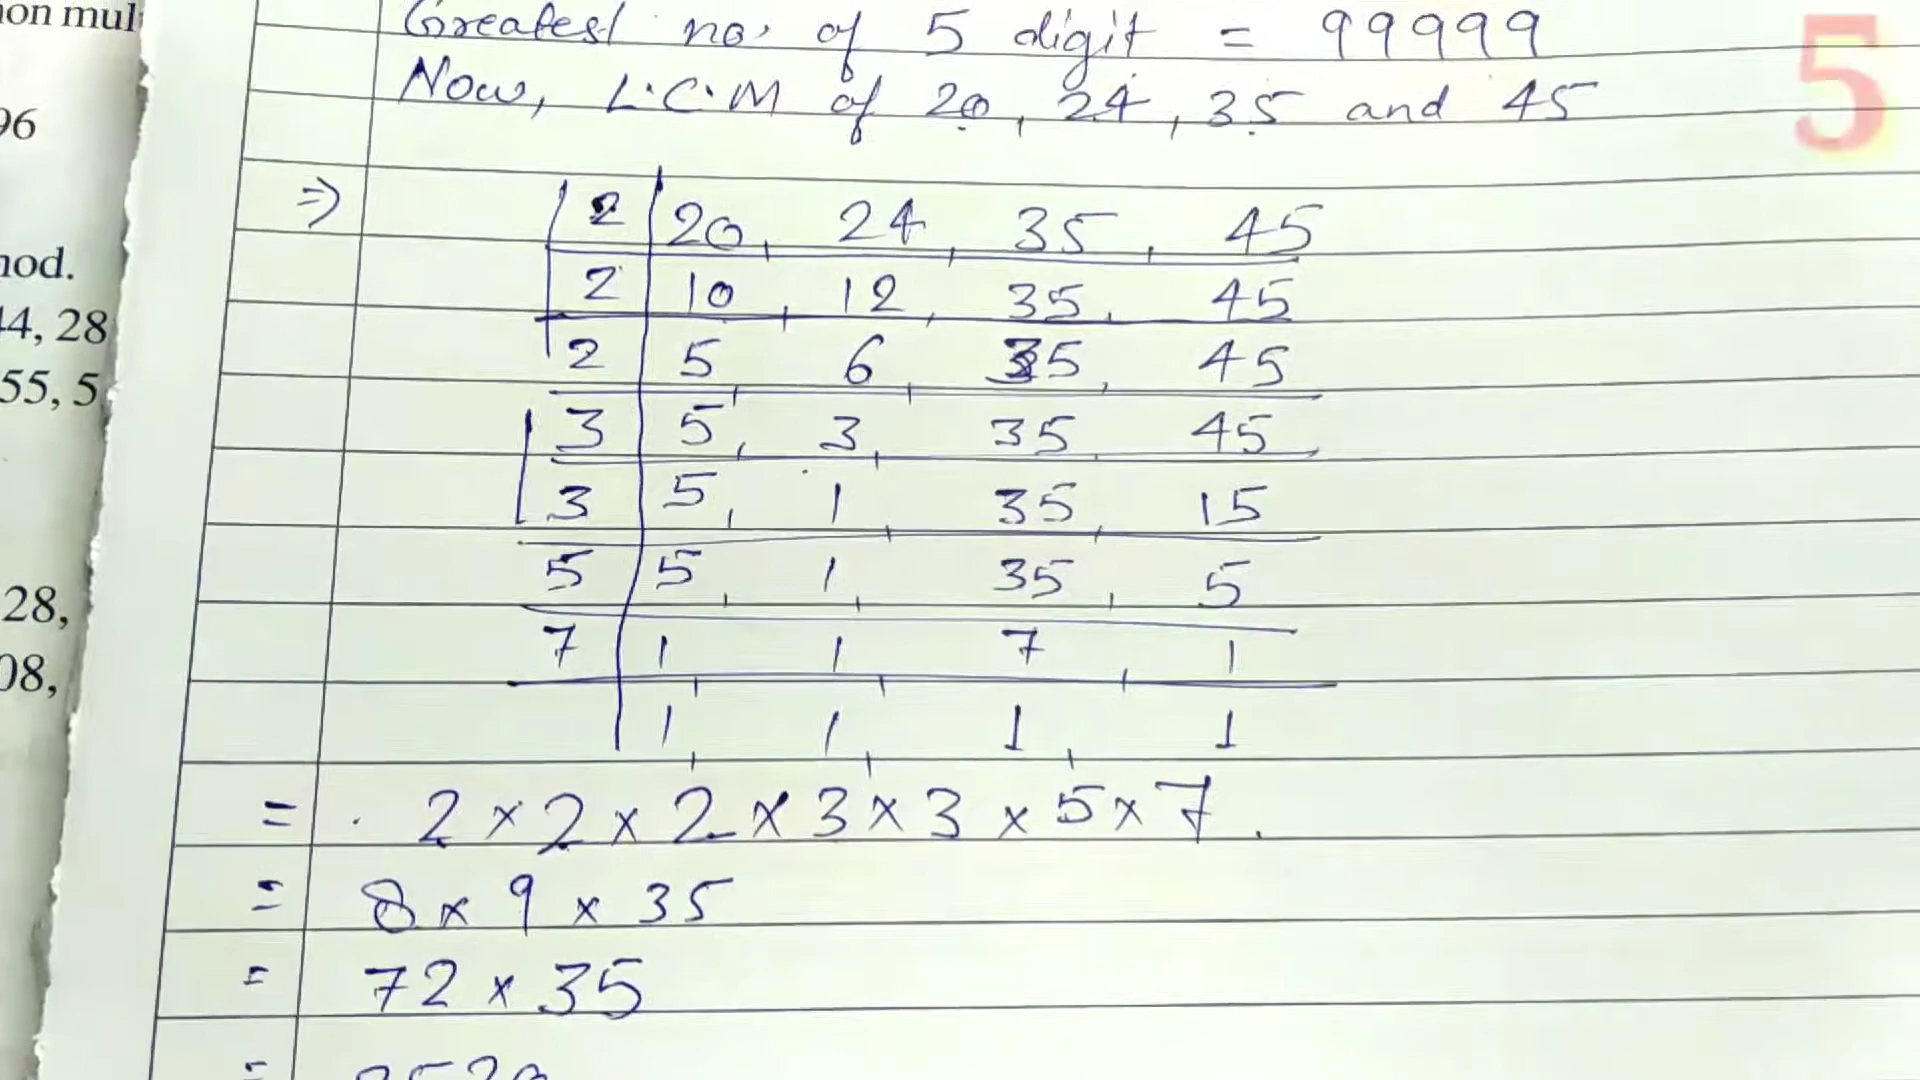 on mul
96
nod.
44, 28
55, 5
28,
08,
5
Greatest no. of 5 digit = 99999
Now, L.C.M of 20, 24, 35 and 45
⇒ 2 | 20, 24, 35, 45
2 | 10, 12, 35, 45
2 | 5, 6, 35, 45
3 | 5, 3, 35, 45
3 | 5, 1, 35, 15
5 | 5, 1, 35, 5
7 | 1, 1, 7, 1
1, 1, 1, 1
= 2 × 2 × 2 × 3 × 3 × 5 × 7.
= 8 × 9 × 35
= 72 × 35
= 2520